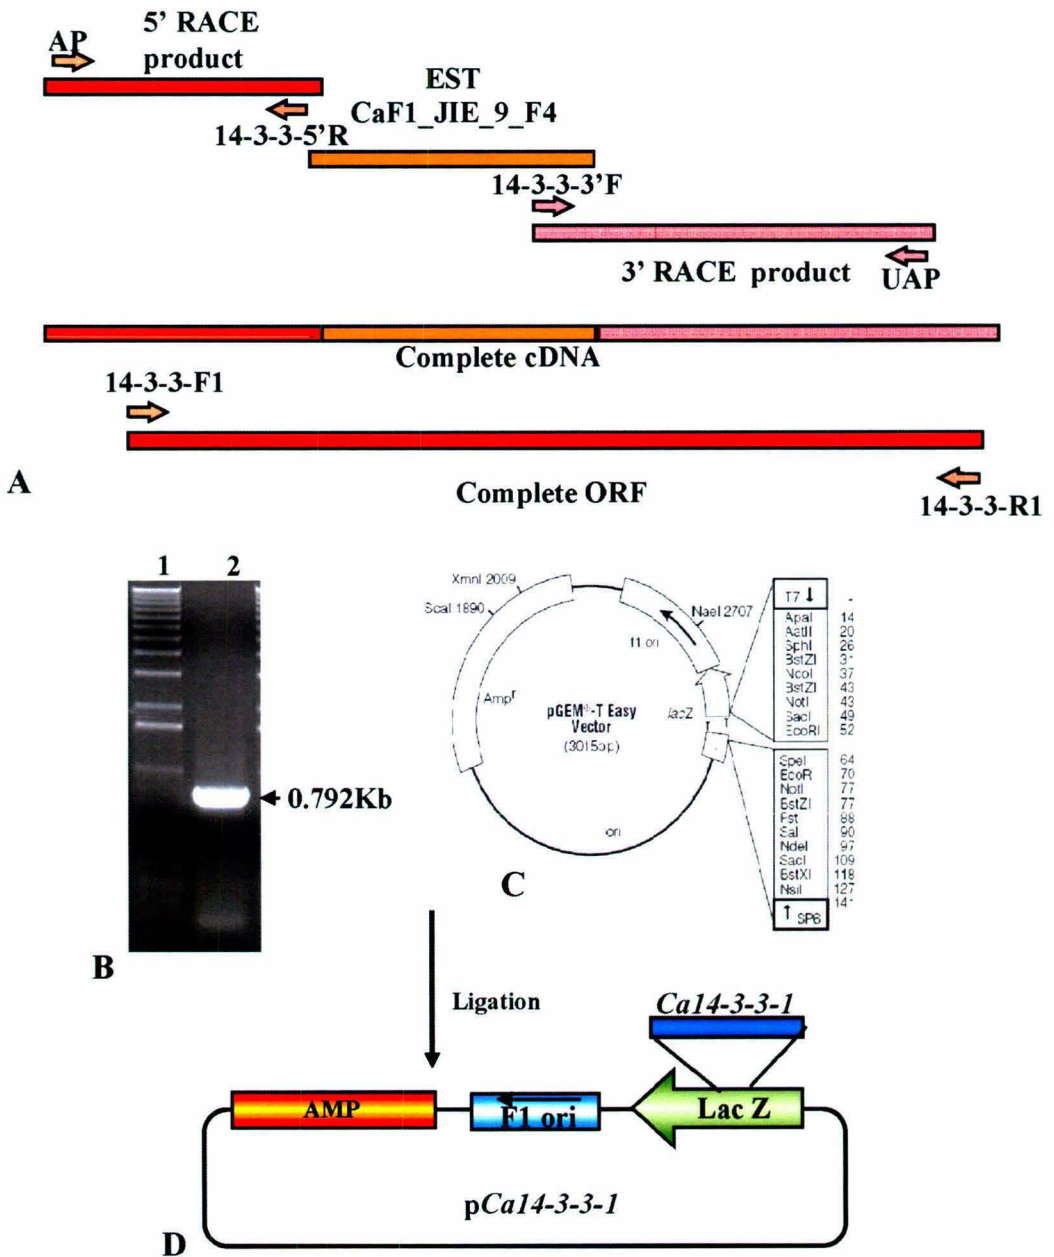 5' RACE
product
AP
14-3-3-5'R
EST
CaF1_JIE_9_F4
14-3-3-3'F
3' RACE product
UAP
Complete cDNA
14-3-3-F1
A
Complete ORF
14-3-3-R1
1 2
0.792Kb
B
XmnI 2009
ScaI 1890
NaeI 2707
f1 ori
Ampr
pGEM®-T Easy
Vector
(3015bp)
lacZ
ori
T7 ↓
ApaI 14
AatII 20
SphI 26
BstZI
NcoI 37
BstZI 43
NotI 43
SacI 49
EcoRI 52
SpeI 64
EcoR 70
NotI 77
BstZI 77
Pst 88
Sal 90
NdeI 97
SacI 109
BstXI 118
NsiI 127
↑ SP6
C
Ligation
Ca14-3-3-1
AMP
F1 ori
Lac Z
pCa14-3-3-1
D